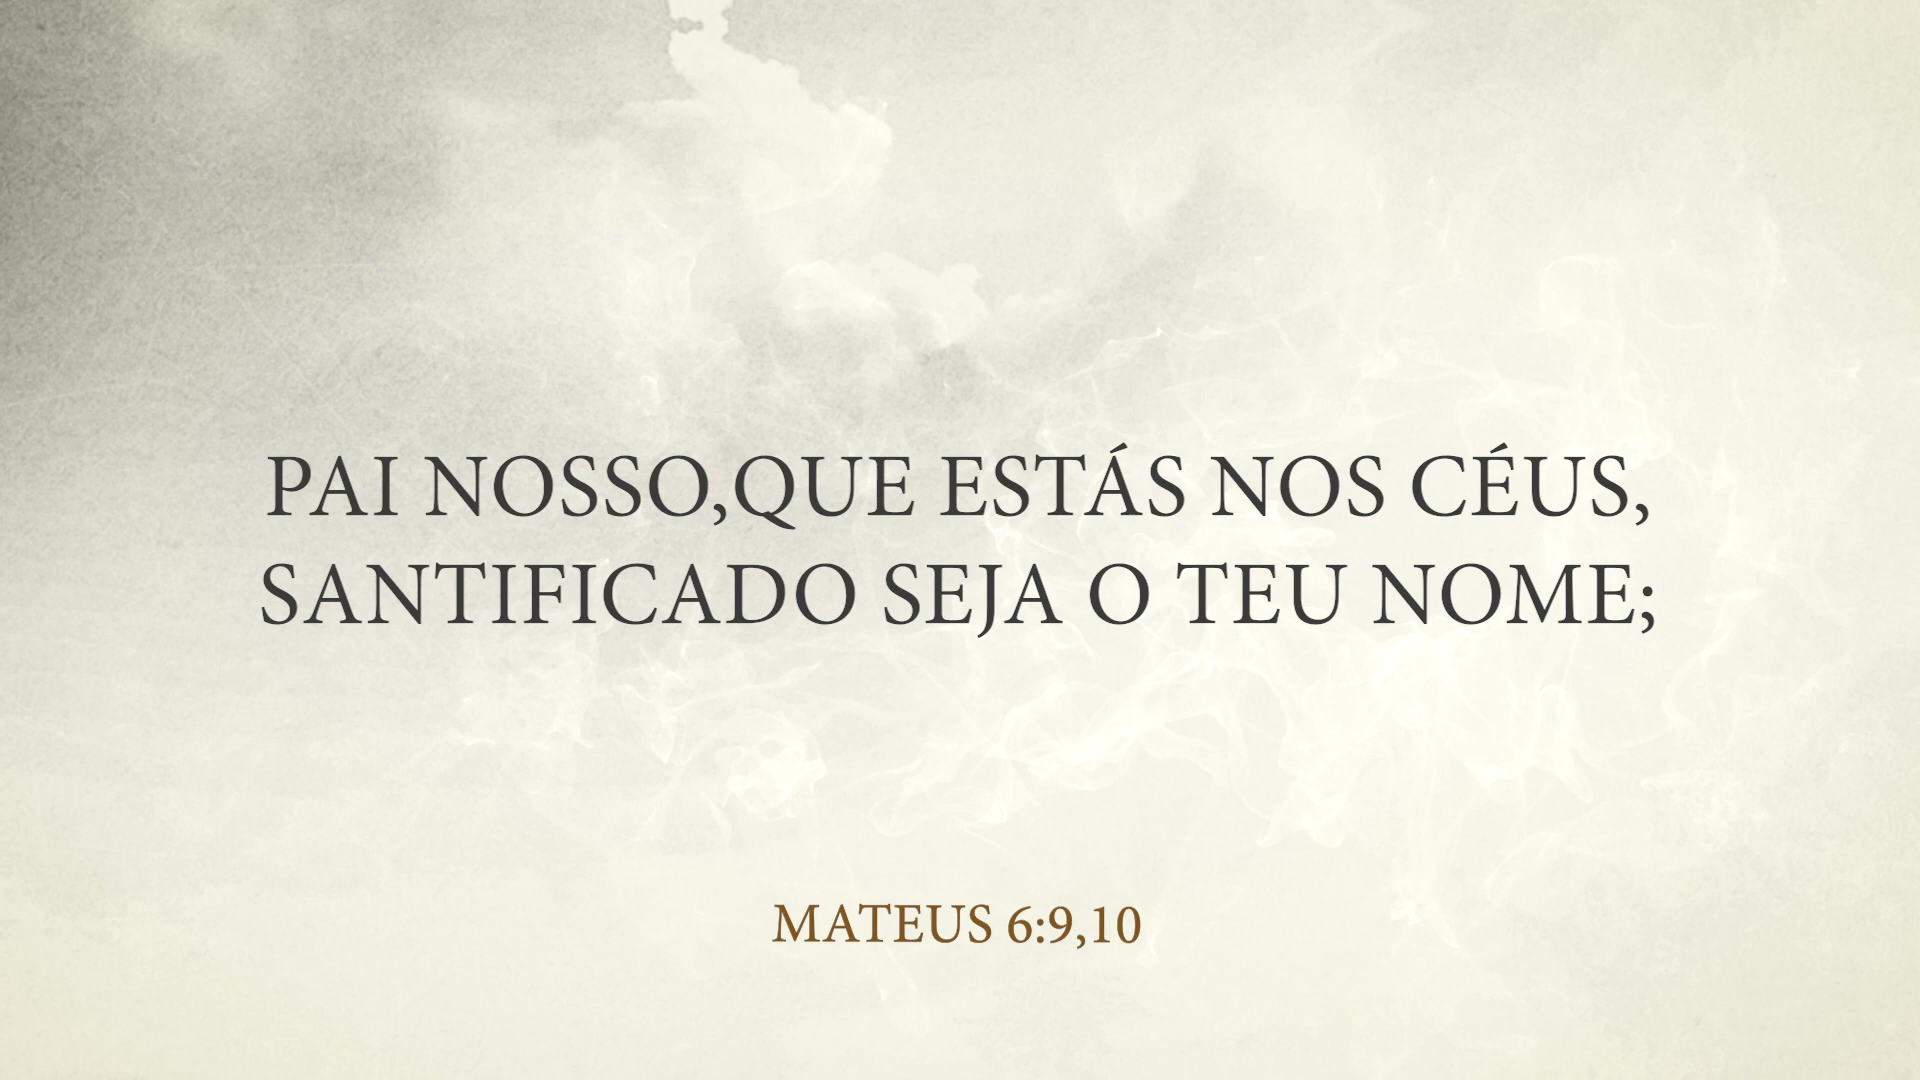 PAI NOSSO,QUE ESTÁS NOS CÉUS,
SANTIFICADO SEJA O TEU NOME;
MATEUS 6:9,10